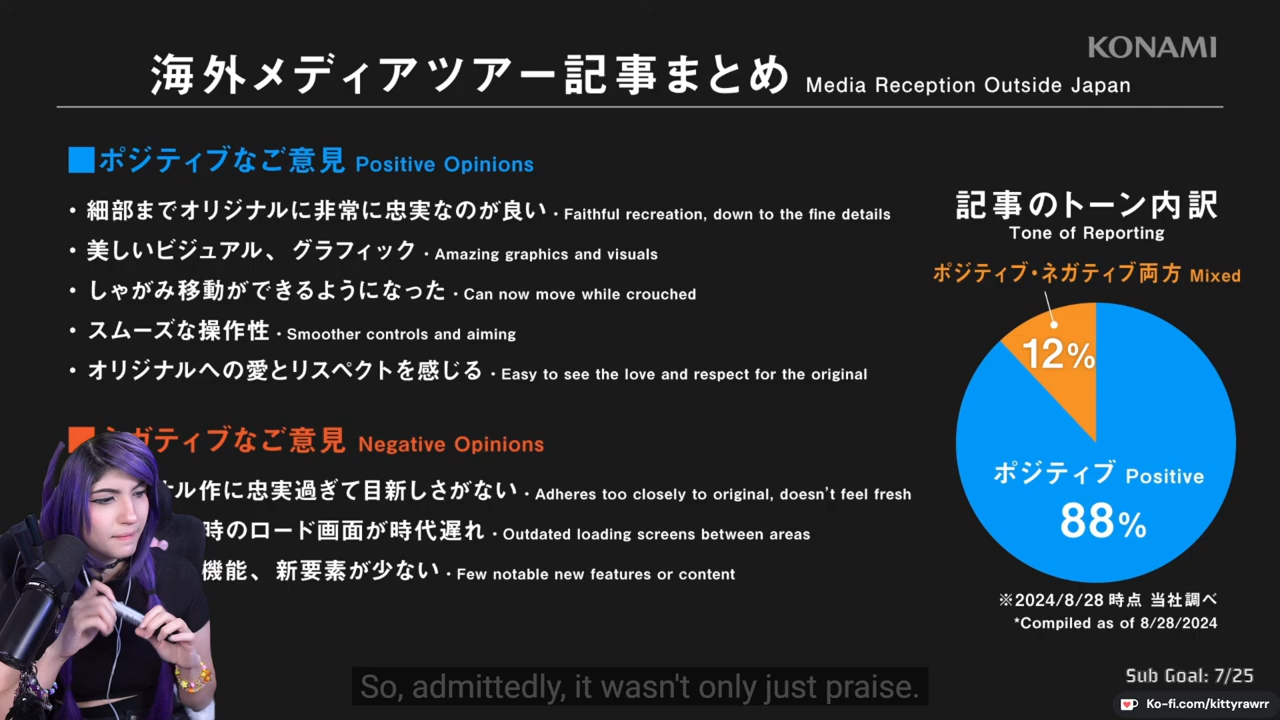 KONAMI
海外メディアツアー記事まとめ Media Reception Outside Japan
■ポジティブなご意見 Positive Opinions
・細部までオリジナルに非常に忠実なのが良い・Faithful recreation, down to the fine details
・美しいビジュアル、グラフィック・Amazing graphics and visuals
・しゃがみ移動ができるようになった・Can now move while crouched
・スムーズな操作性・Smoother controls and aiming
・オリジナルへの愛とリスペクトを感じる・Easy to see the love and respect for the original
ガティブなご意見 Negative Opinions
ナル作に忠実過ぎて目新しさがない・Adheres too closely to original, doesn't feel fresh
時のロード画面が時代遅れ・Outdated loading screens between areas
機能、新要素が少ない・Few notable new features or content
記事のトーン内訳
Tone of Reporting
ポジティブ・ネガティブ両方 Mixed
12%
ポジティブ Positive
88%
※2024/8/28時点 当社調べ
*Compiled as of 8/28/2024
So, admittedly, it wasn't only just praise.
Sub Goal: 7/25
Ko-fi.com/kittyrawrr